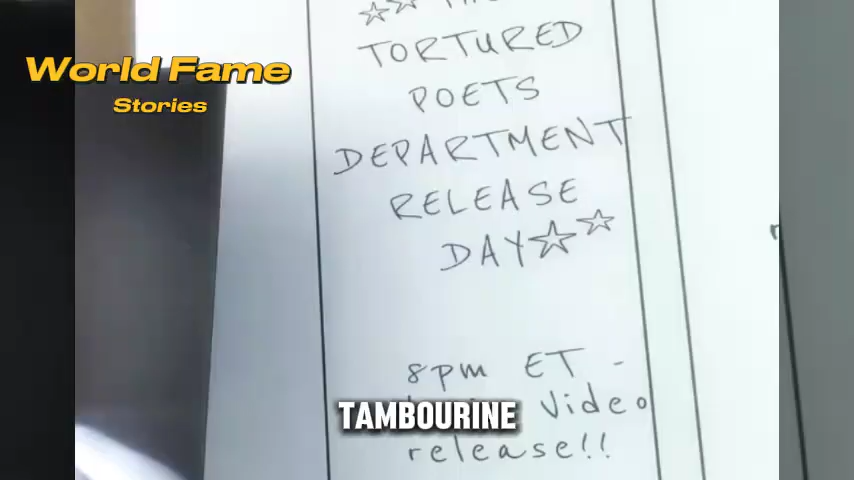 World Fame
Stories
☆☆
TORTURED
POETS
DEPARTMENT
RELEASE
DAY☆☆
8pm ET -
Video
TAMBOURINE
release!!